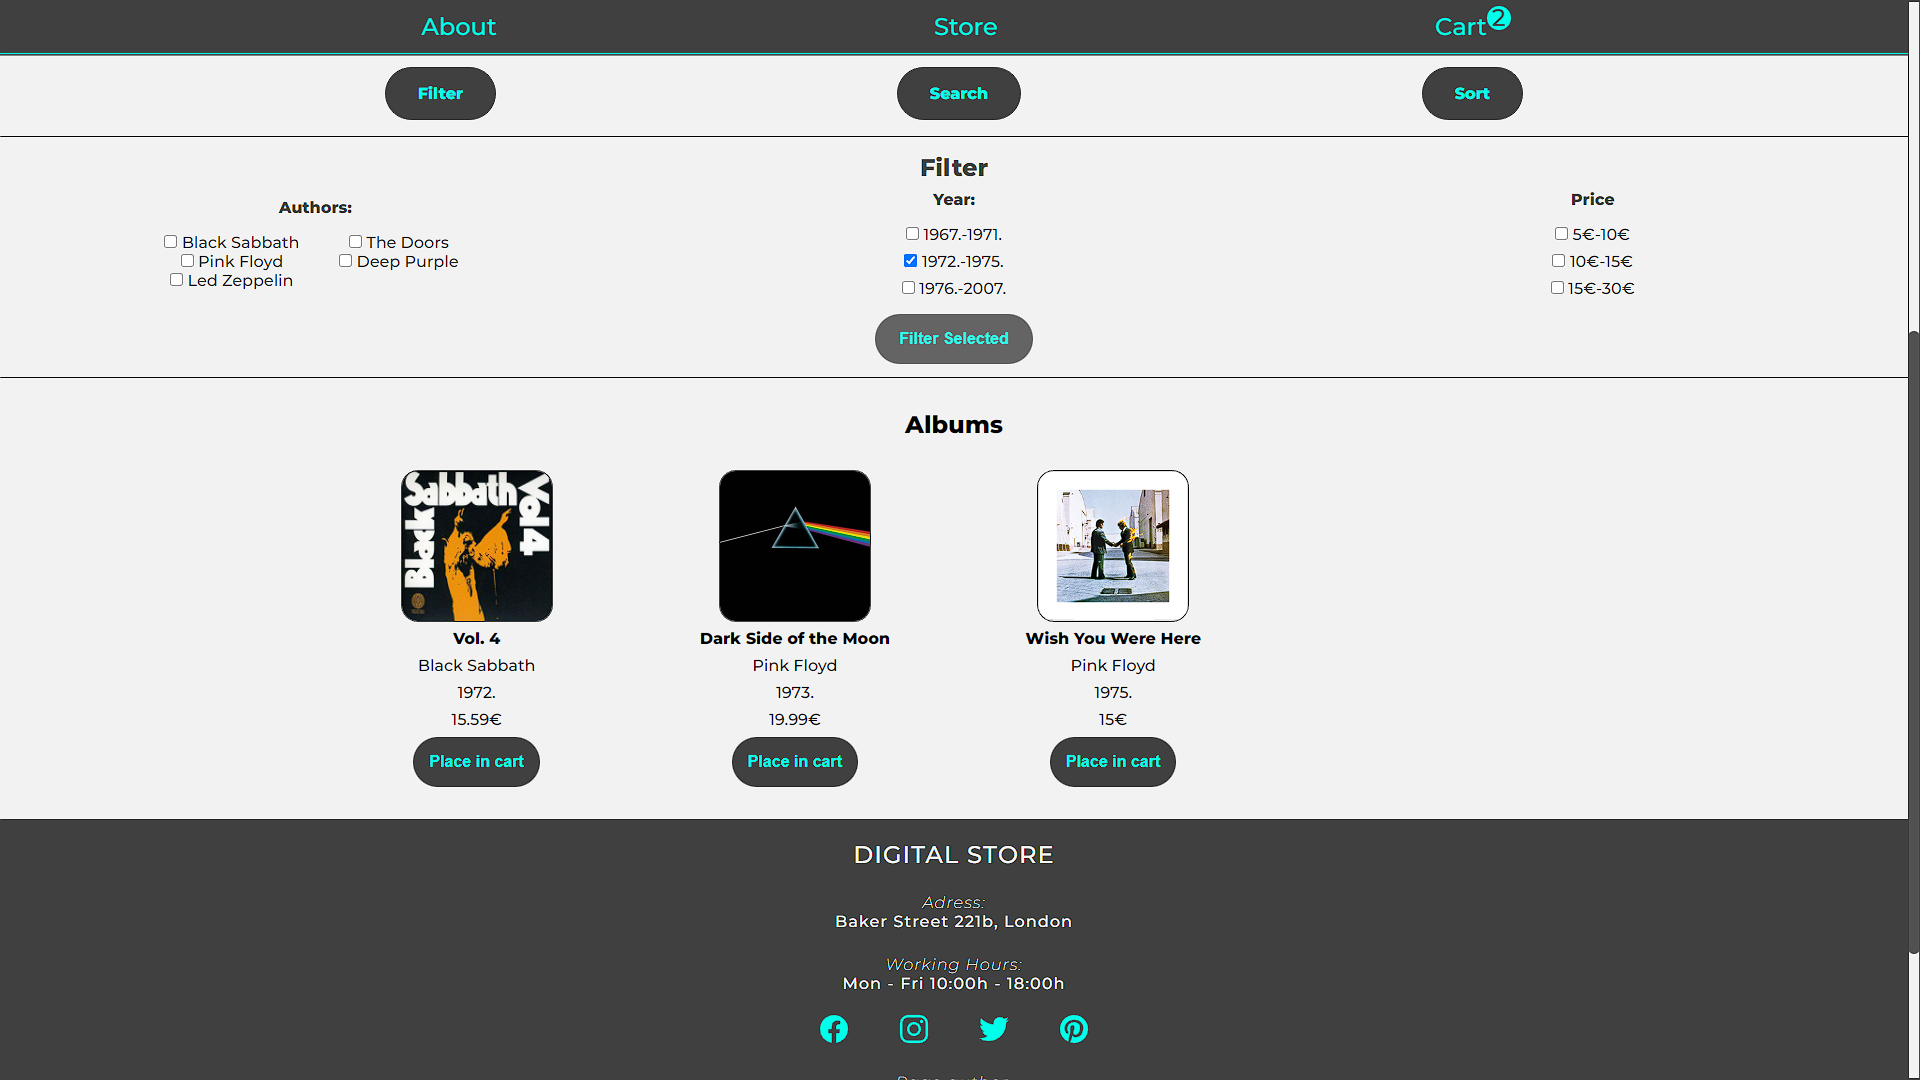 About
Store
Cart 2
Filter
Search
Sort
Filter
Authors:
Black Sabbath
The Doors
Pink Floyd
Deep Purple
Led Zeppelin
Year:
1967.-1971.
1972.-1975.
1976.-2007.
Price
5€-10€
10€-15€
15€-30€
Filter Selected
Albums
Black
Sabbath
Vol 4
Vol. 4
Black Sabbath
1972.
15.59€
Place in cart
Dark Side of the Moon
Pink Floyd
1973.
19.99€
Place in cart
Wish You Were Here
Pink Floyd
1975.
15€
Place in cart
DIGITAL STORE
Adress:
Baker Street 221b, London
Working Hours:
Mon - Fri 10:00h - 18:00h